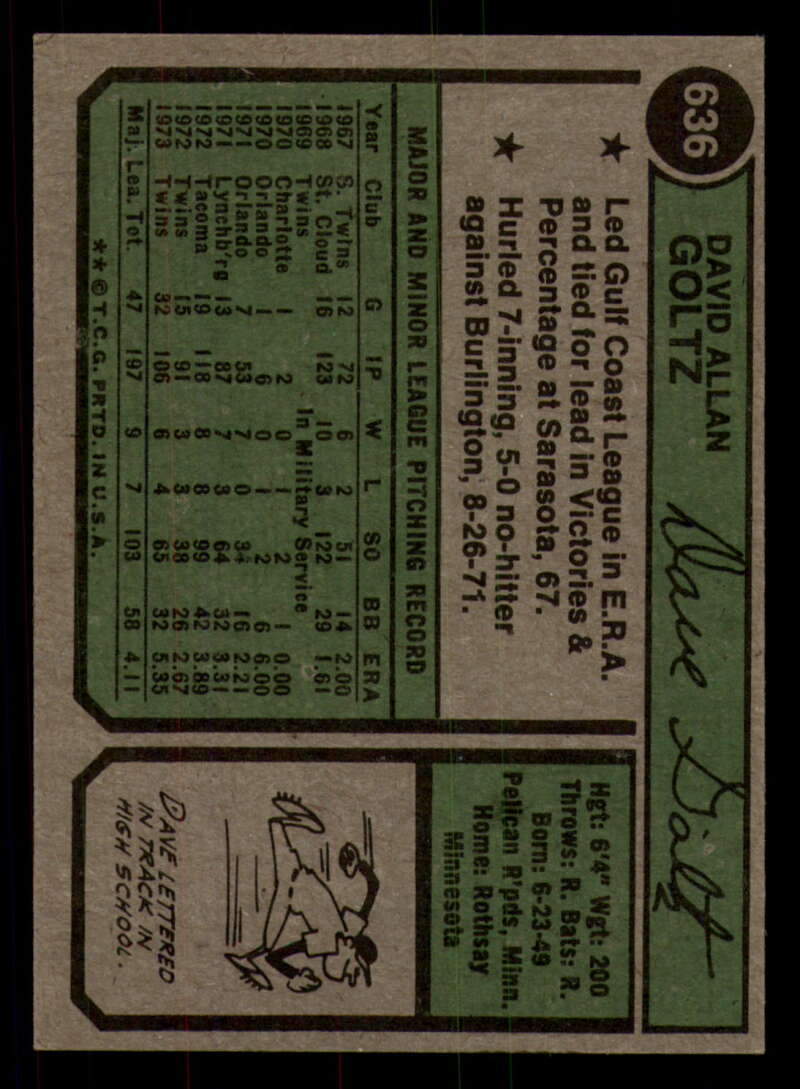 636
DAVID ALLAN
GOLTZ
Dave Goltz
★ Led Gulf Coast League in E.R.A.
and tied for lead in Victories &
Percentage at Sarasota, 67.
★ Hurled 7-inning, 5-0 no-hitter
against Burlington, 8-26-71.
Hgt: 6'4" Wgt: 200
Throws: R. Bats: R.
Born: 6-23-49
Pelican R'pds, Minn.
Home: Rothsay
Minnesota
MAJOR AND MINOR LEAGUE PITCHING RECORD
Year Club G IP W L SO BB ERA
1967 S. Twins 12 72 6 2 51 14 2.00
1968 St. Cloud 16 123 10 3 122 29 1.61
1969 Twins In Military Service
1970 Charlotte 1 2 0 1 2 1 0.00
1970 Orlando 1 6 0 1 2 6 6.00
1971 Orlando 7 53 7 0 34 16 2.21
1971 Lynchb'rg 13 87 7 3 64 32 3.31
1972 Tacoma 19 118 8 8 99 42 3.89
1972 Twins 15 91 3 3 38 26 2.67
1973 Twins 32 106 6 4 65 32 5.35
Maj. Lea. Tot. 47 197 9 7 103 58 4.11
**© T.C.G. PRTD. IN U.S.A.
DAVE LETTERED
IN TRACK IN
HIGH SCHOOL.